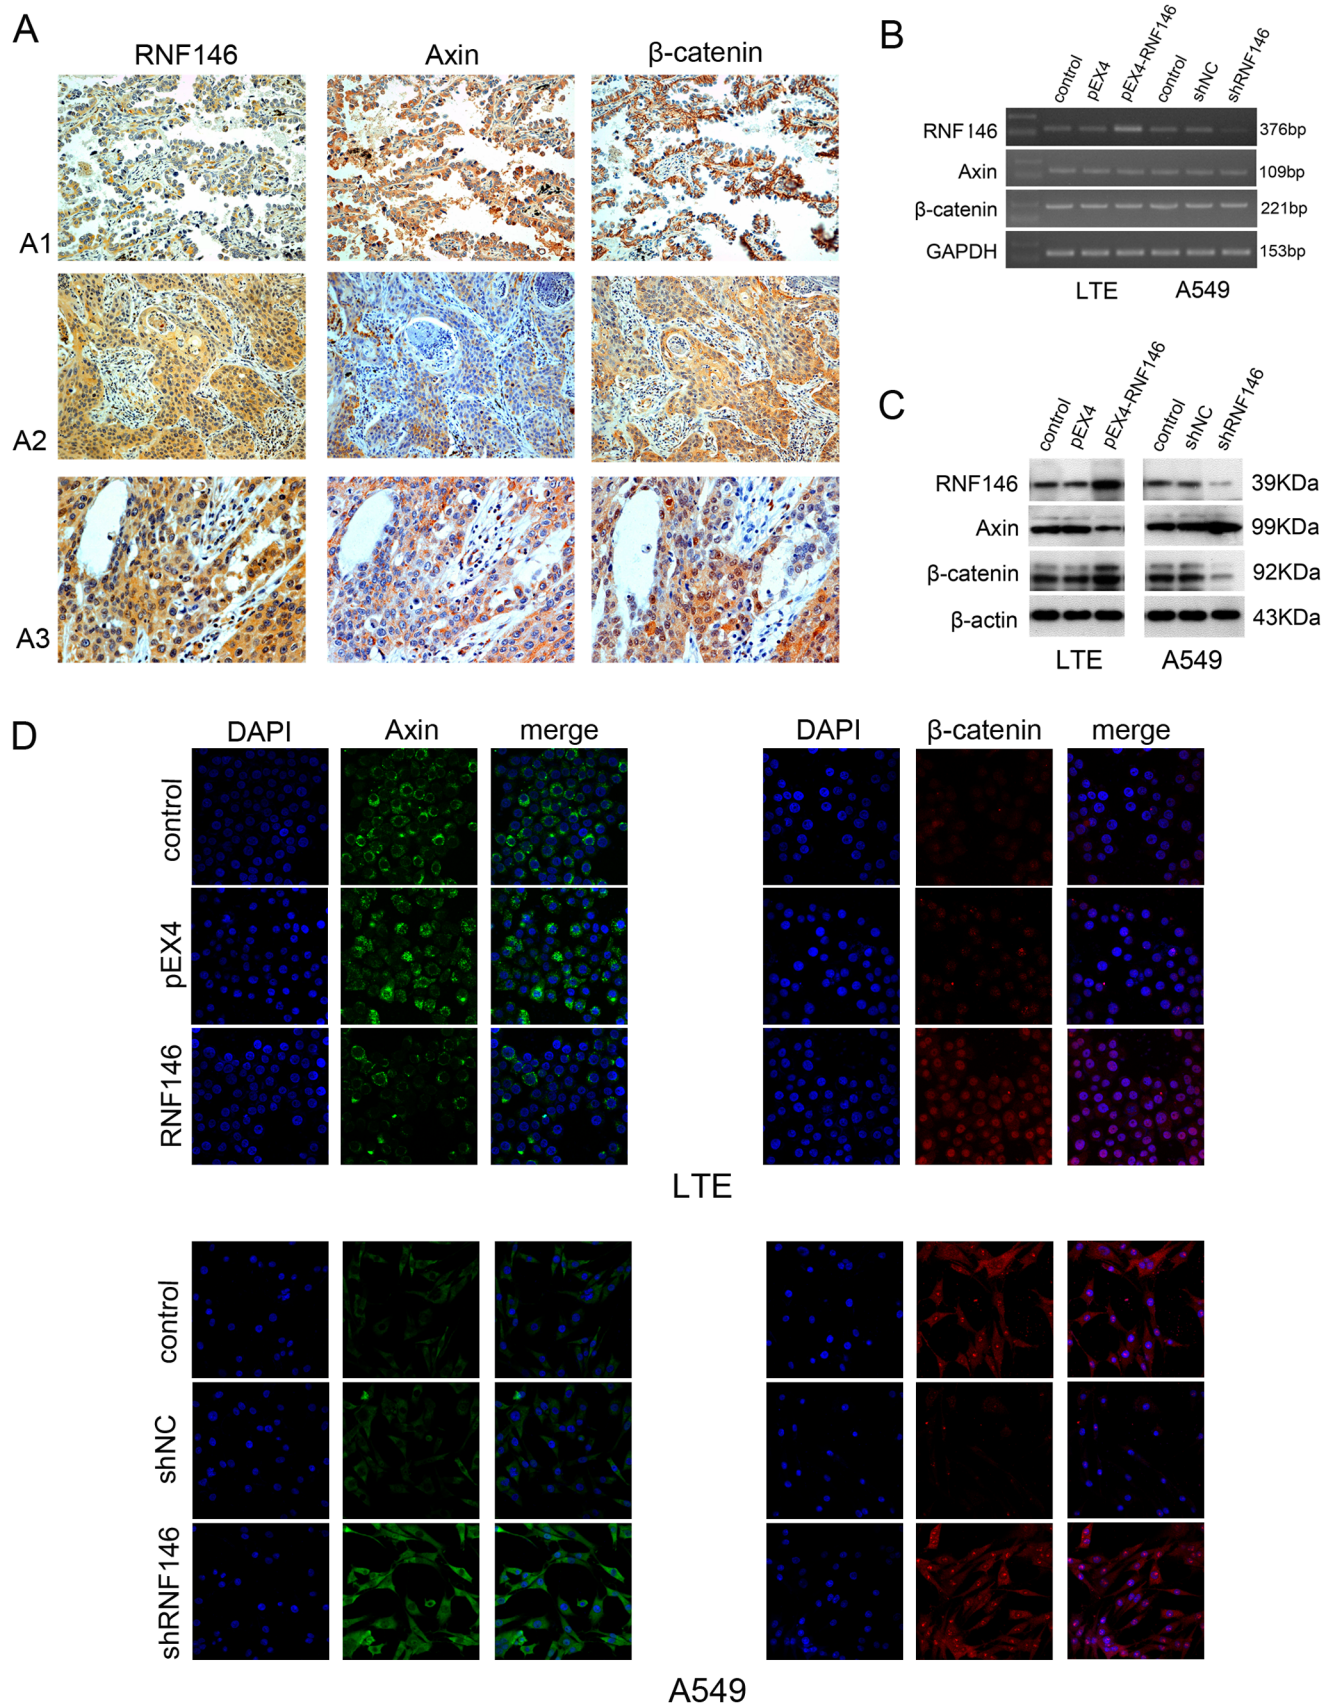 A
RNF146 Axin β-catenin
A1
A2
A3
B
control pEX4 pEX4-RNF146 control shNC shRNF146
RNF146 376bp
Axin 109bp
β-catenin 221bp
GAPDH 153bp
LTE A549
C
control pEX4 pEX4-RNF146 control shNC shRNF146
RNF146 39KDa
Axin 99KDa
β-catenin 92KDa
β-actin 43KDa
LTE A549
D
DAPI Axin merge DAPI β-catenin merge
control
pEX4
RNF146
LTE
control
shNC
shRNF146
A549